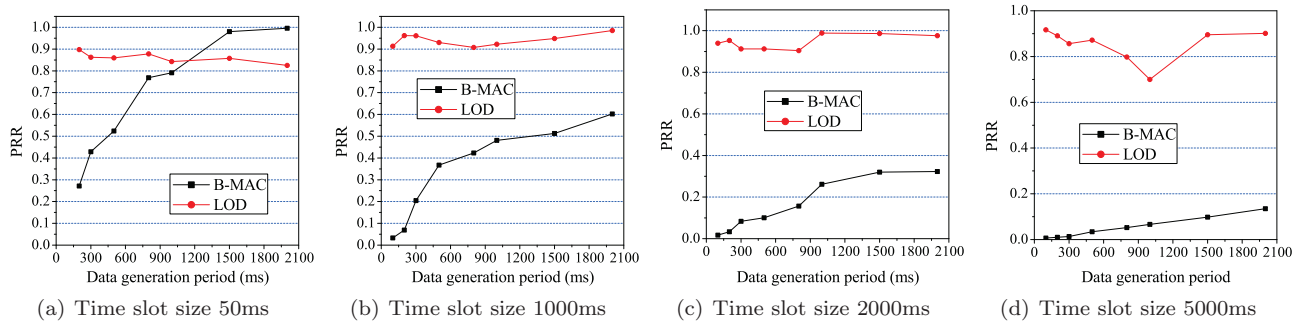 1.0
0.9
0.8
0.7
0.6
0.5
0.4
0.3
0.2
0.1
0.0
PRR
B-MAC
LOD
0 300 600 900 1200 1500 1800 2100
Data generation period (ms)
(a) Time slot size 50ms
1.0
0.9
0.8
0.7
0.6
0.5
0.4
0.3
0.2
0.1
0.0
PRR
B-MAC
LOD
0 300 600 900 1200 1500 1800 2100
Data generation period (ms)
(b) Time slot size 1000ms
1.0
0.8
0.6
0.4
0.2
0.0
PRR
B-MAC
LOD
0 300 600 900 1200 1500 1800 2100
Data generation period (ms)
(c) Time slot size 2000ms
1.0
0.8
0.6
0.4
0.2
0.0
PRR
B-MAC
LOD
0 300 600 900 1200 1500 1800 2100
Data generation period
(d) Time slot size 5000ms